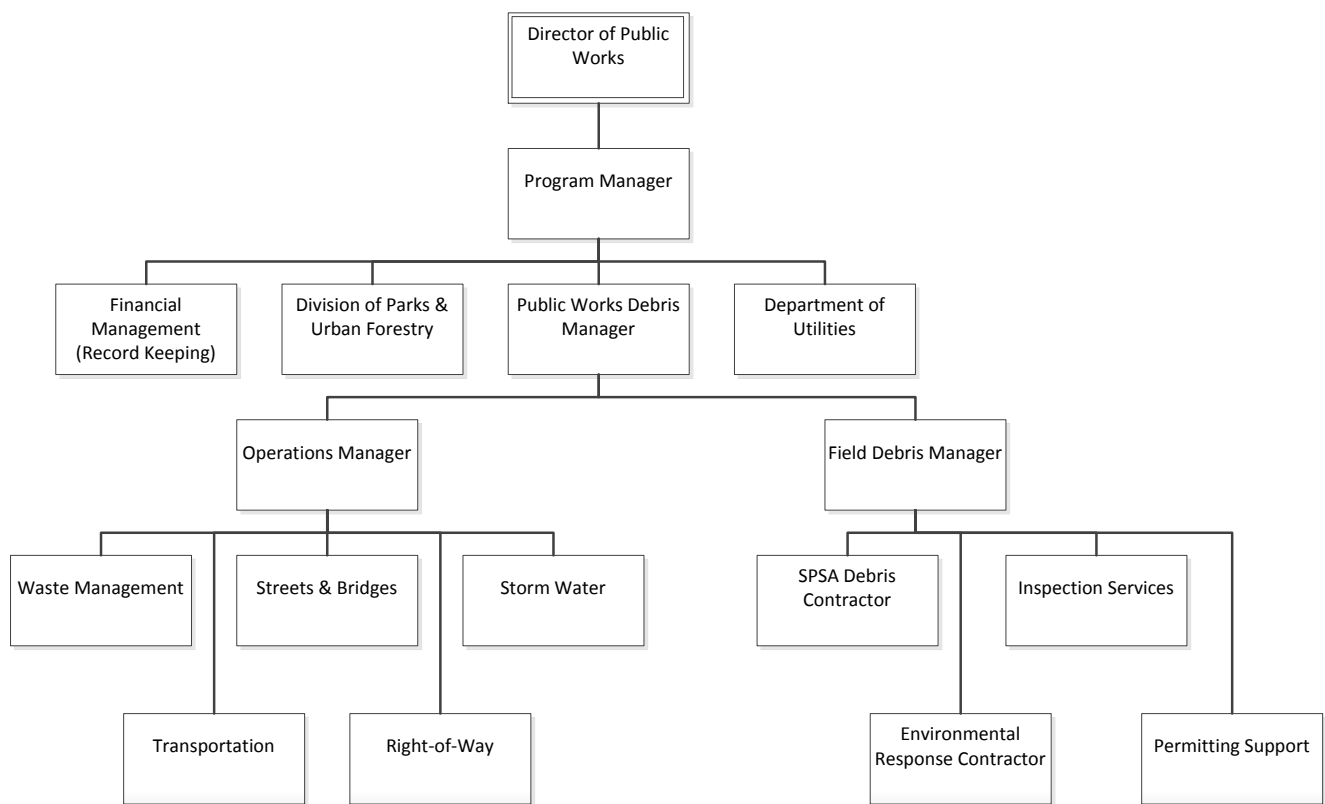 Director of Public
Works
Program Manager
Financial
Management
(Record Keeping)
Division of Parks &
Urban Forestry
Public Works Debris
Manager
Department of
Utilities
Operations Manager
Field Debris Manager
Waste Management
Streets & Bridges
Storm Water
SPSA Debris
Contractor
Inspection Services
Transportation
Right-of-Way
Environmental
Response Contractor
Permitting Support